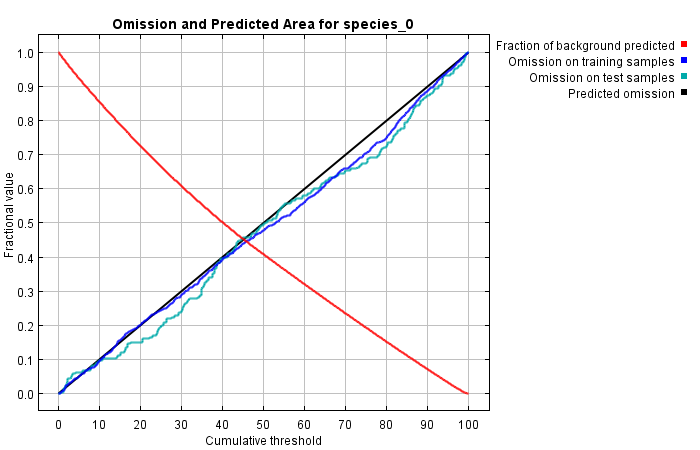 Omission and Predicted Area for species_0
Fraction of background predicted
Omission on training samples
Omission on test samples
Predicted omission
Fractional value
1.0
0.9
0.8
0.7
0.6
0.5
0.4
0.3
0.2
0.1
0.0
0 10 20 30 40 50 60 70 80 90 100
Cumulative threshold